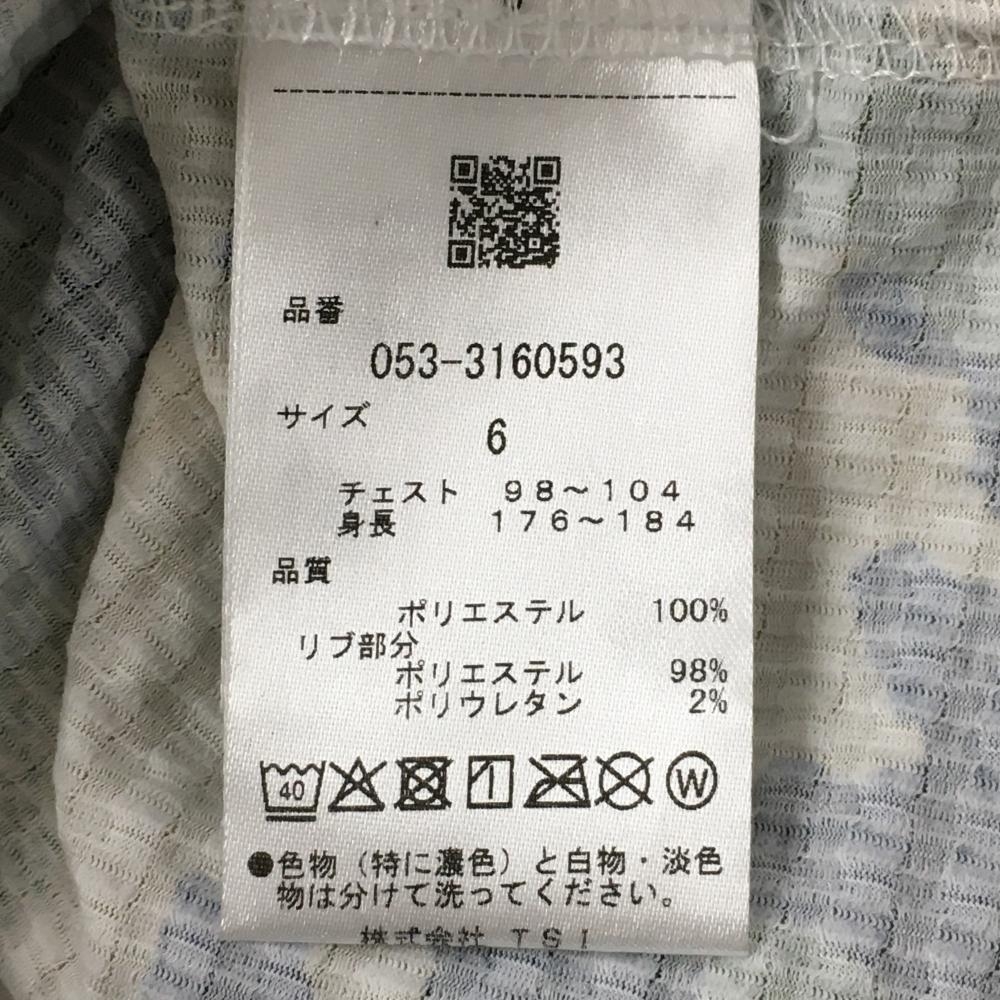 品番
053-3160593
サイズ
6
チェスト 98～104
身長 176～184
品質
ポリエステル 100%
リブ部分
ポリエステル 98%
ポリウレタン 2%
40
W
●色物（特に濃色）と白物・淡色
物は分けて洗ってください。
株式会社 TSI